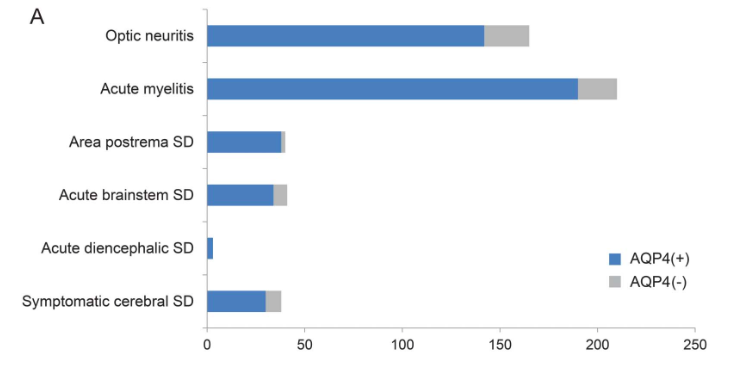 A
Optic neuritis
Acute myelitis
Area postrema SD
Acute brainstem SD
Acute diencephalic SD
Symptomatic cerebral SD
AQP4(+)
AQP4(-)
0 50 100 150 200 250